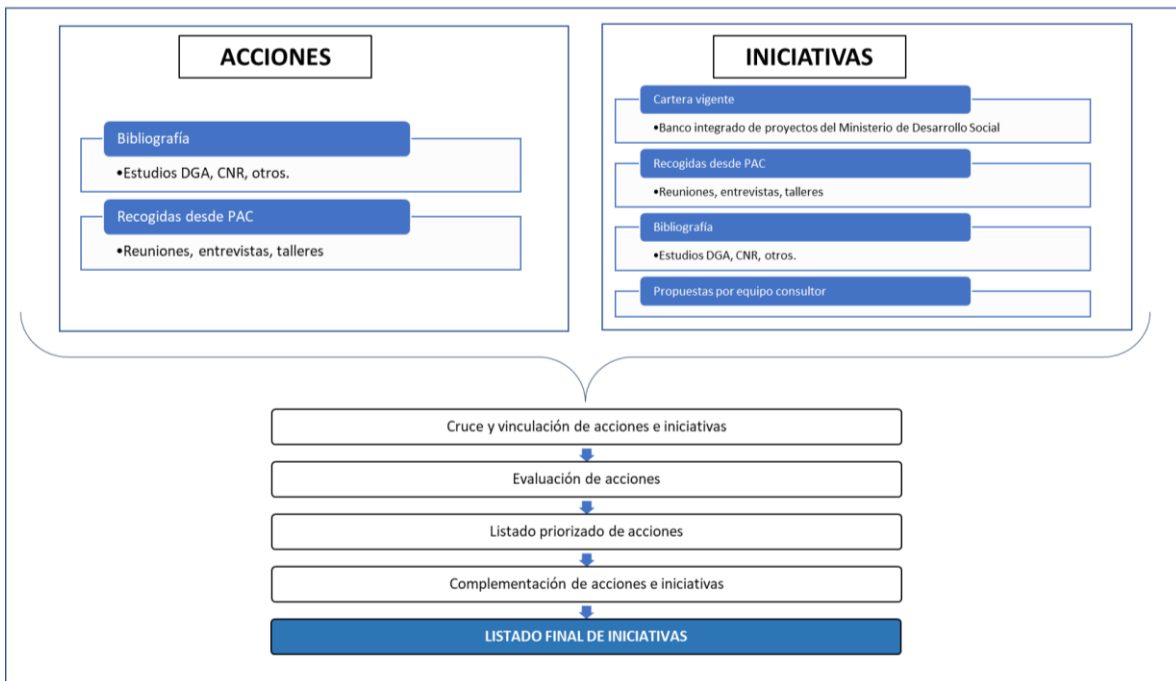 ACCIONES
Bibliografía
•Estudios DGA, CNR, otros.
Recogidas desde PAC
•Reuniones, entrevistas, talleres
INICIATIVAS
Cartera vigente
•Banco integrado de proyectos del Ministerio de Desarrollo Social
Recogidas desde PAC
•Reuniones, entrevistas, talleres
Bibliografía
•Estudios DGA, CNR, otros.
Propuestas por equipo consultor
Cruce y vinculación de acciones e iniciativas
Evaluación de acciones
Listado priorizado de acciones
Complementación de acciones e iniciativas
LISTADO FINAL DE INICIATIVAS